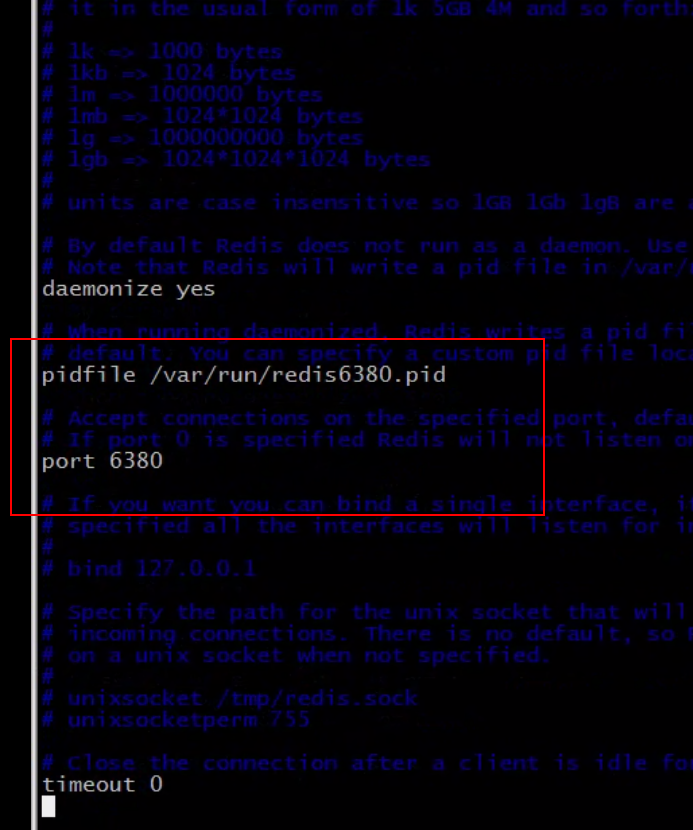 # it in the usual form of 1k 5GB 4M and so forth
#
# 1k => 1000 bytes
# 1kb => 1024 bytes
# 1m => 1000000 bytes
# 1mb => 1024*1024 bytes
# 1g => 1000000000 bytes
# 1gb => 1024*1024*1024 bytes
#
# units are case insensitive so 1GB 1Gb 1gB are
# By default Redis does not run as a daemon. Use
# Note that Redis will write a pid file in /var/
daemonize yes
# When running daemonized, Redis writes a pid fi
# default. You can specify a custom pid file loca
pidfile /var/run/redis6380.pid
# Accept connections on the specified port, defau
# If port 0 is specified Redis will not listen on
port 6380
# If you want you can bind a single interface, i
# specified all the interfaces will listen for in
#
# bind 127.0.0.1
# Specify the path for the unix socket that will
# incoming connections. There is no default, so
# on a unix socket when not specified.
#
# unixsocket /tmp/redis.sock
# unixsocketperm 755
# Close the connection after a client is idle for
timeout 0